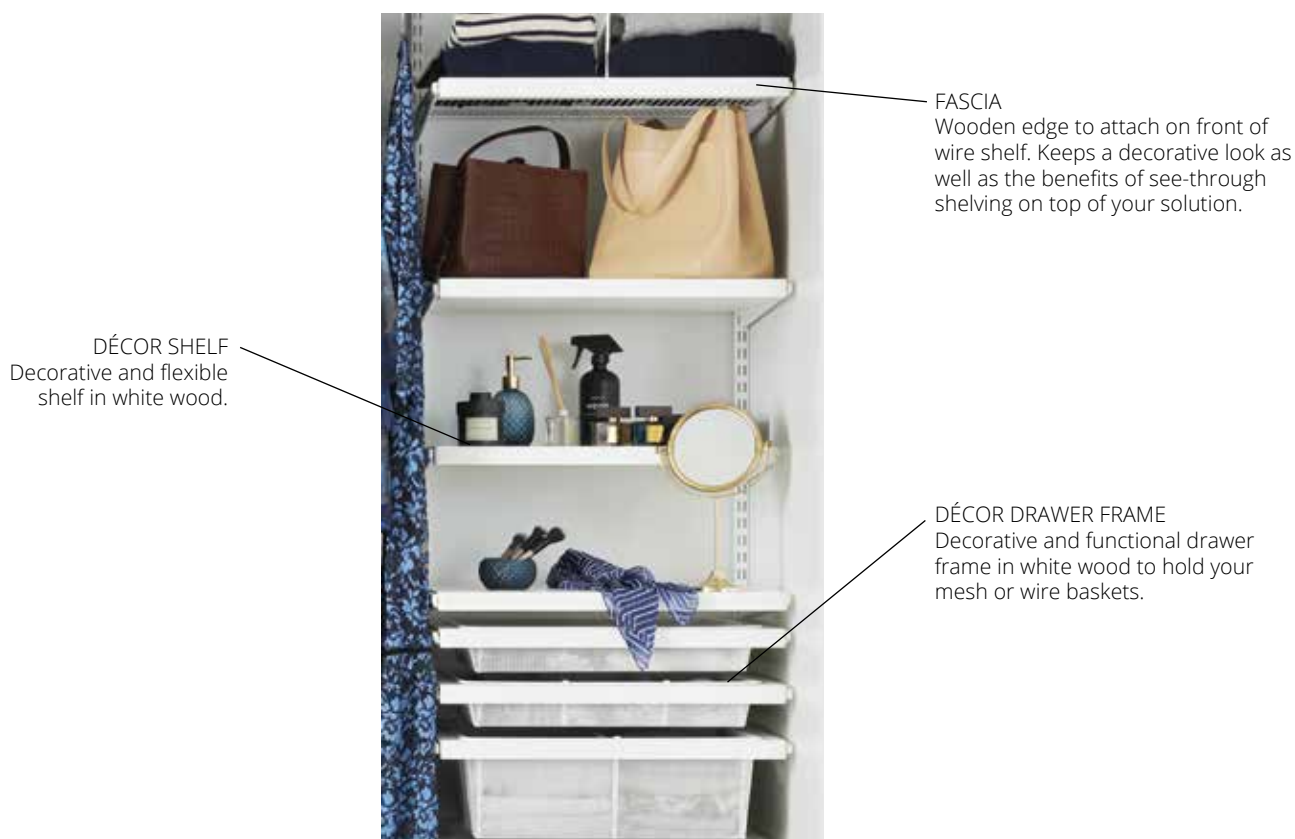 FASCIA
Wooden edge to attach on front of
wire shelf. Keeps a decorative look as
well as the benefits of see-through
shelving on top of your solution.
DÉCOR SHELF
Decorative and flexible
shelf in white wood.
DÉCOR DRAWER FRAME
Decorative and functional drawer
frame in white wood to hold your
mesh or wire baskets.